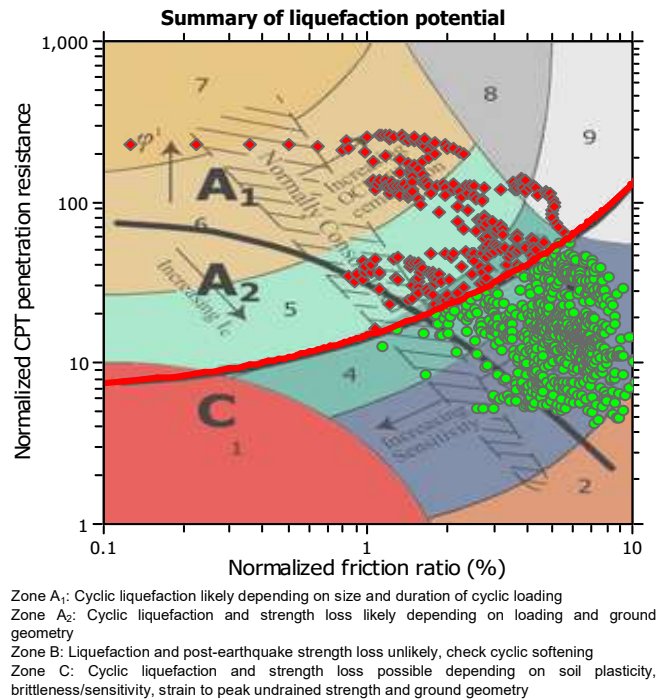 Summary of liquefaction potential
1,000
100
10
1
Normalized CPT penetration resistance
7
8
9
φ'
A1
6
A2
5
4
C
1
2
Normally
Increasing Ic
Increasing
Sensitivity
0.1
1
10
Normalized friction ratio (%)
Zone A1: Cyclic liquefaction likely depending on size and duration of cyclic loading
Zone A2: Cyclic liquefaction and strength loss likely depending on loading and ground
geometry
Zone B: Liquefaction and post-earthquake strength loss unlikely, check cyclic softening
Zone C: Cyclic liquefaction and strength loss possible depending on soil plasticity,
brittleness/sensitivity, strain to peak undrained strength and ground geometry